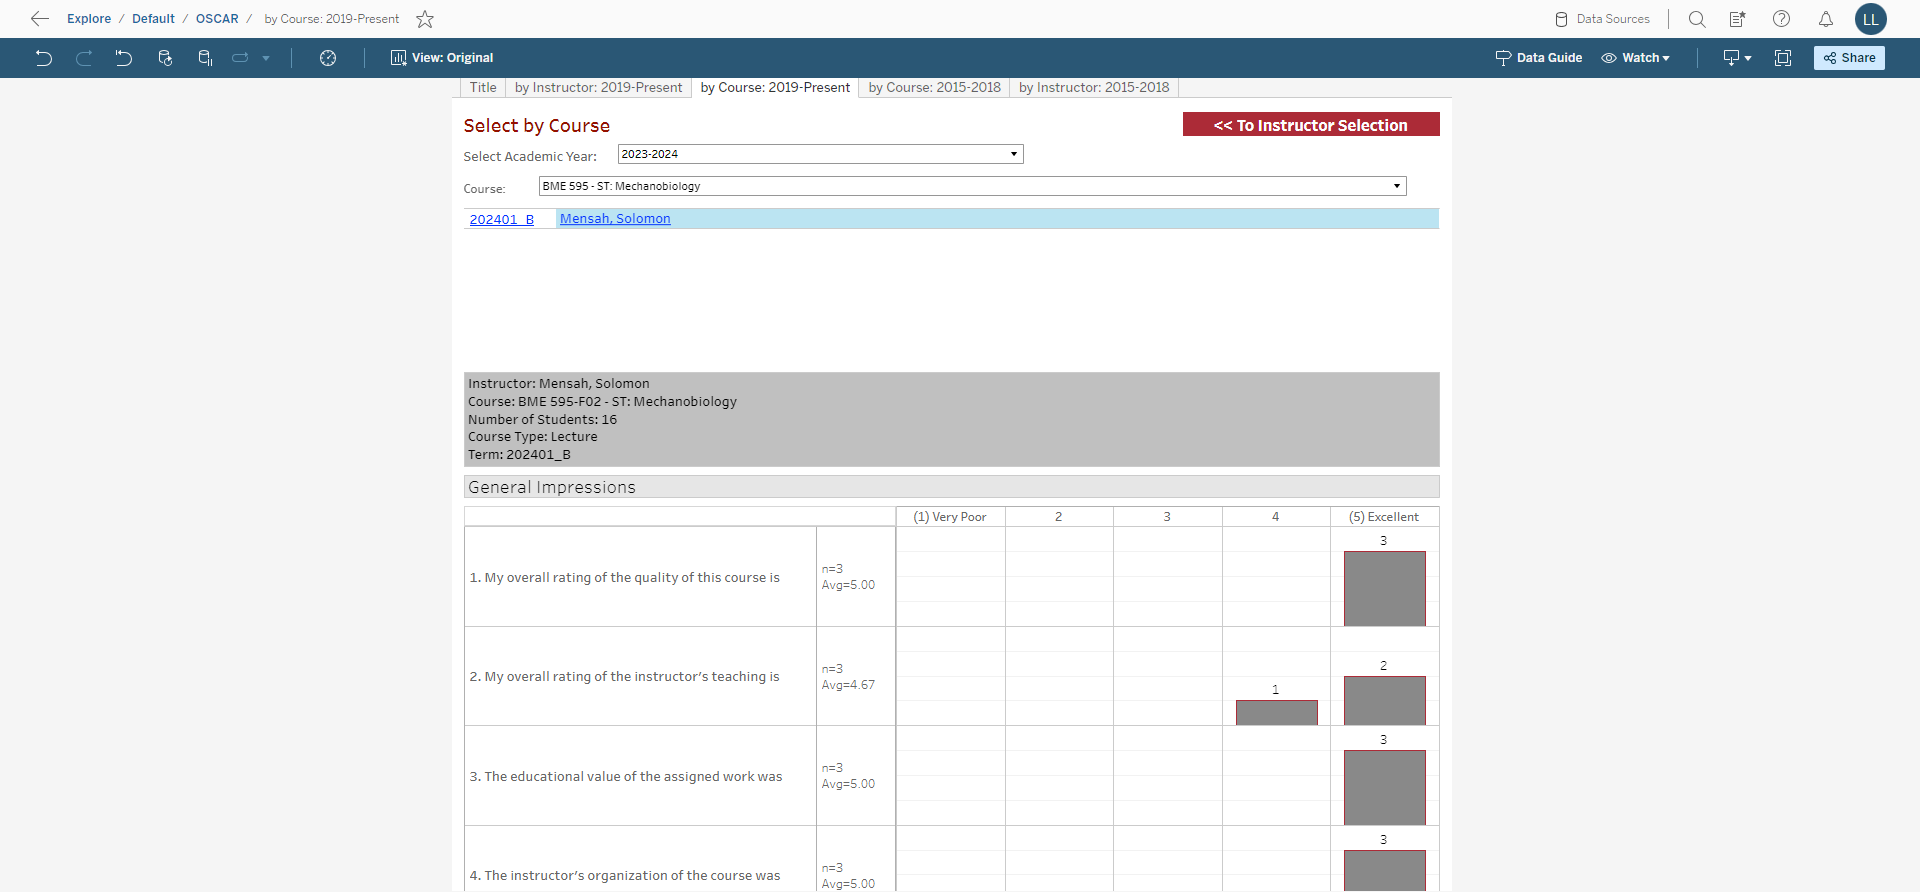 Explore / Default / OSCAR / by Course: 2019-Present
Data Sources
LL
View: Original
Data Guide
Watch
Share
Title
by Instructor: 2019-Present
by Course: 2019-Present
by Course: 2015-2018
by Instructor: 2015-2018
Select by Course
<< To Instructor Selection
Select Academic Year:
2023-2024
Course:
BME 595 - ST: Mechanobiology
202401_B
Mensah, Solomon
Instructor: Mensah, Solomon
Course: BME 595-F02 - ST: Mechanobiology
Number of Students: 16
Course Type: Lecture
Term: 202401_B
General Impressions
(1) Very Poor
2
3
4
(5) Excellent
1. My overall rating of the quality of this course is
n=3
Avg=5.00
3
2. My overall rating of the instructor's teaching is
n=3
Avg=4.67
1
2
3. The educational value of the assigned work was
n=3
Avg=5.00
3
4. The instructor's organization of the course was
n=3
Avg=5.00
3